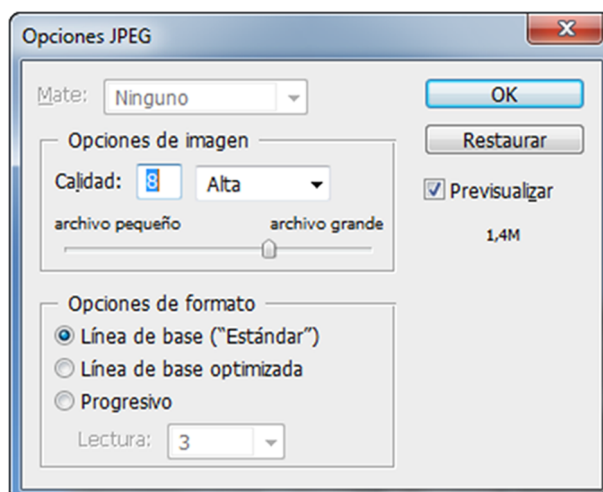 Opciones JPEG
Mate: Ninguno
OK
Opciones de imagen
Restaurar
Calidad: 8 Alta
Previsualizar
archivo pequeño archivo grande
1,4M
Opciones de formato
Línea de base (“Estándar”)
Línea de base optimizada
Progresivo
Lectura: 3